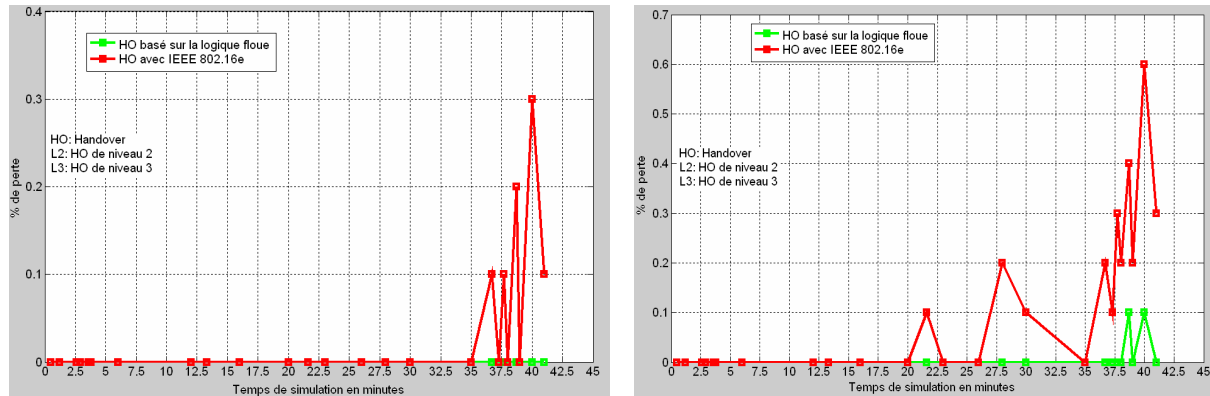 0.4
0.3
0.2
0.1
0
% de perte
HO basé sur la logique floue
HO avec IEEE 802.16e
HO: Handover
L2: HO de niveau 2
L3: HO de niveau 3
0 2.5 5 7.5 10 12.5 15 17.5 20 22.5 25 27.5 30 32.5 35 37.5 40 42.5 45
Temps de simulation en minutes
0.7
0.6
0.5
0.4
0.3
0.2
0.1
0
% de perte
HO basé sur la logique floue
HO avec IEEE 802.16e
HO: Handover
L2: HO de niveau 2
L3: HO de niveau 3
0 2.5 5 7.5 10 12.5 15 17.5 20 22.5 25 27.5 30 32.5 35 37.5 40 42.5 45
Temps de simulation en minutes